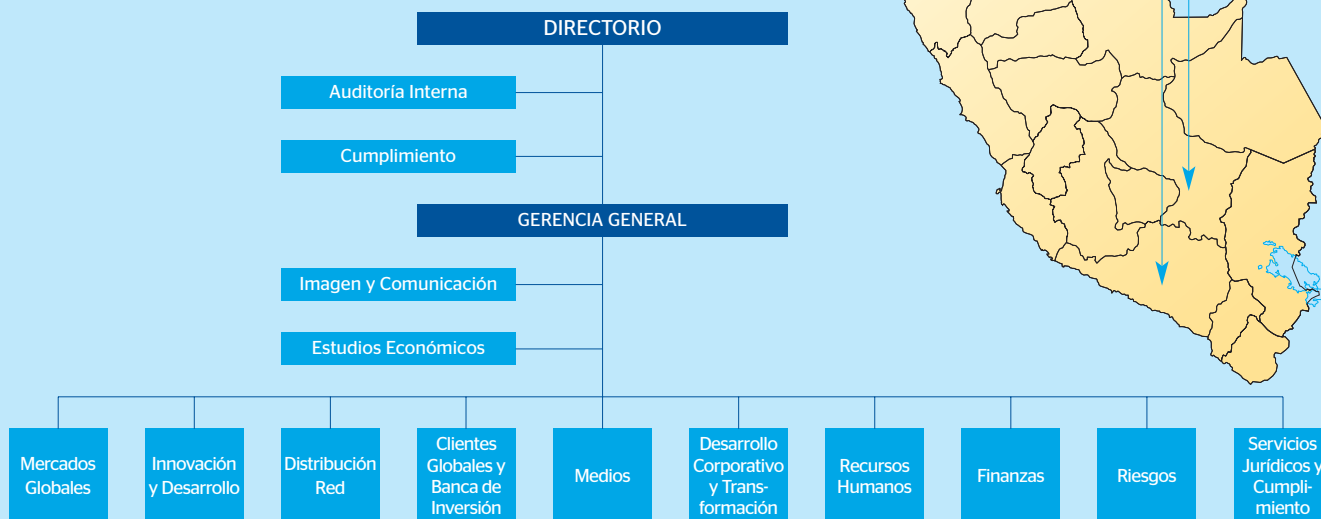 DIRECTORIO
Auditoría Interna
Cumplimiento
GERENCIA GENERAL
Imagen y Comunicación
Estudios Económicos
Mercados
Globales
Innovación
y Desarrollo
Distribución
Red
Clientes
Globales y
Banca de
Inversión
Medios
Desarrollo
Corporativo
y Trans-
formación
Recursos
Humanos
Finanzas
Riesgos
Servicios
Jurídicos y
Cumpli-
miento